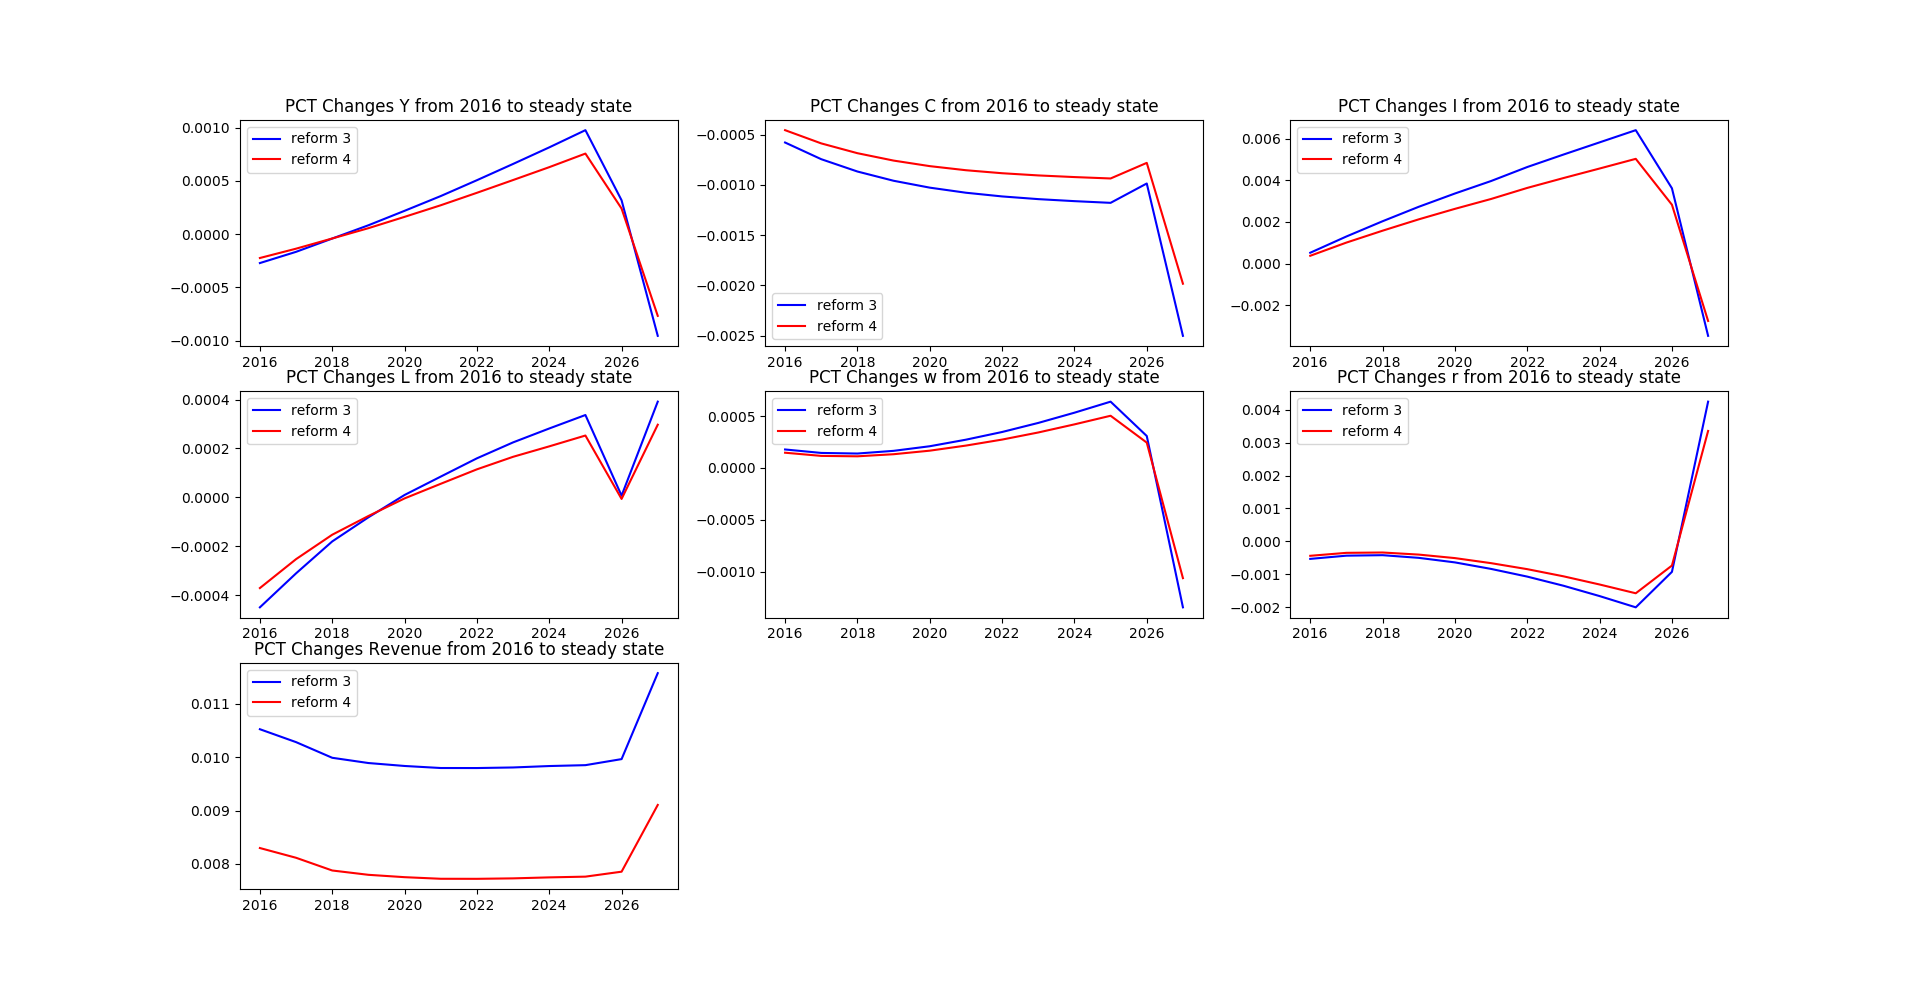 PCT Changes Y from 2016 to steady state
0.0010
0.0005
0.0000
−0.0005
−0.0010
reform 3
reform 4
2016 2018 2020 2022 2024 2026
PCT Changes C from 2016 to steady state
−0.0005
−0.0010
−0.0015
−0.0020
−0.0025
reform 3
reform 4
2016 2018 2020 2022 2024 2026
PCT Changes I from 2016 to steady state
0.006
0.004
0.002
0.000
−0.002
reform 3
reform 4
2016 2018 2020 2022 2024 2026
PCT Changes L from 2016 to steady state
0.0004
0.0002
0.0000
−0.0002
−0.0004
reform 3
reform 4
2016 2018 2020 2022 2024 2026
PCT Changes w from 2016 to steady state
0.0005
0.0000
−0.0005
−0.0010
reform 3
reform 4
2016 2018 2020 2022 2024 2026
PCT Changes r from 2016 to steady state
0.004
0.003
0.002
0.001
0.000
−0.001
−0.002
reform 3
reform 4
2016 2018 2020 2022 2024 2026
PCT Changes Revenue from 2016 to steady state
0.011
0.010
0.009
0.008
reform 3
reform 4
2016 2018 2020 2022 2024 2026